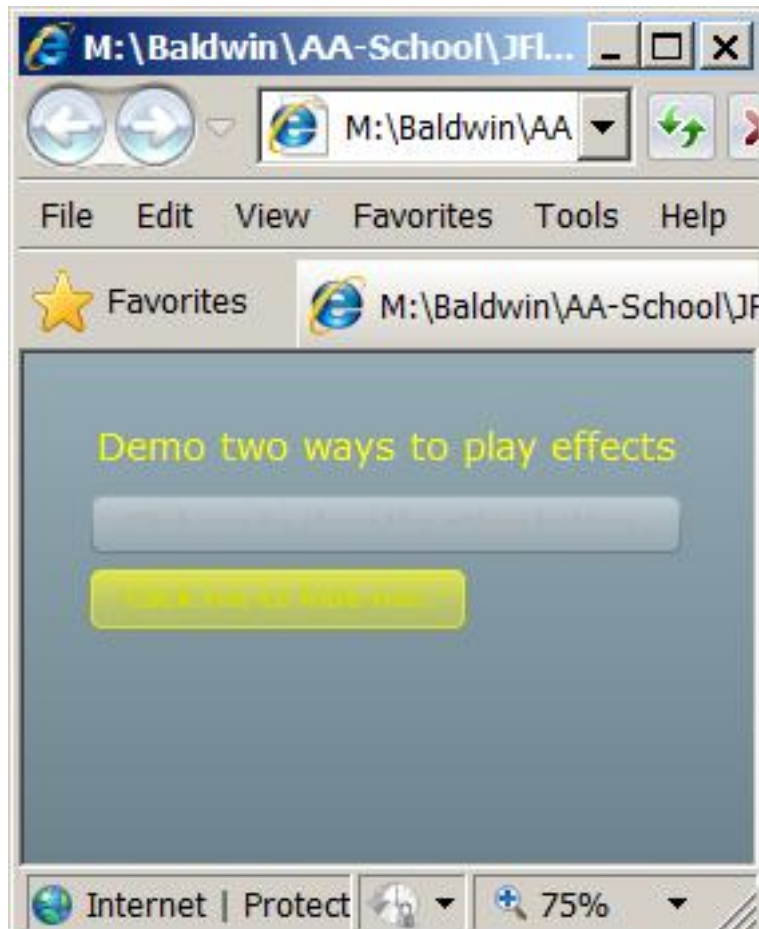 M:\Baldwin\AA-School\JFl...
M:\Baldwin\AA
File Edit View Favorites Tools Help
Favorites M:\Baldwin\AA-School\JF
Demo two ways to play effects
Internet | Protect 75%